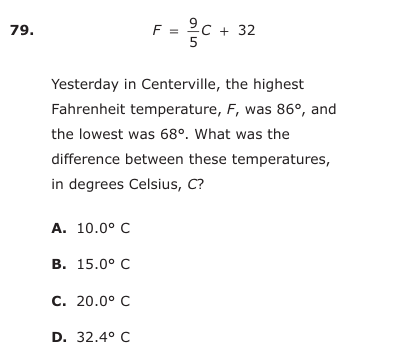 79. F = 9/5 C + 32
Yesterday in Centerville, the highest
Fahrenheit temperature, F, was 86°, and
the lowest was 68°. What was the
difference between these temperatures,
in degrees Celsius, C?
A. 10.0° C
B. 15.0° C
C. 20.0° C
D. 32.4° C